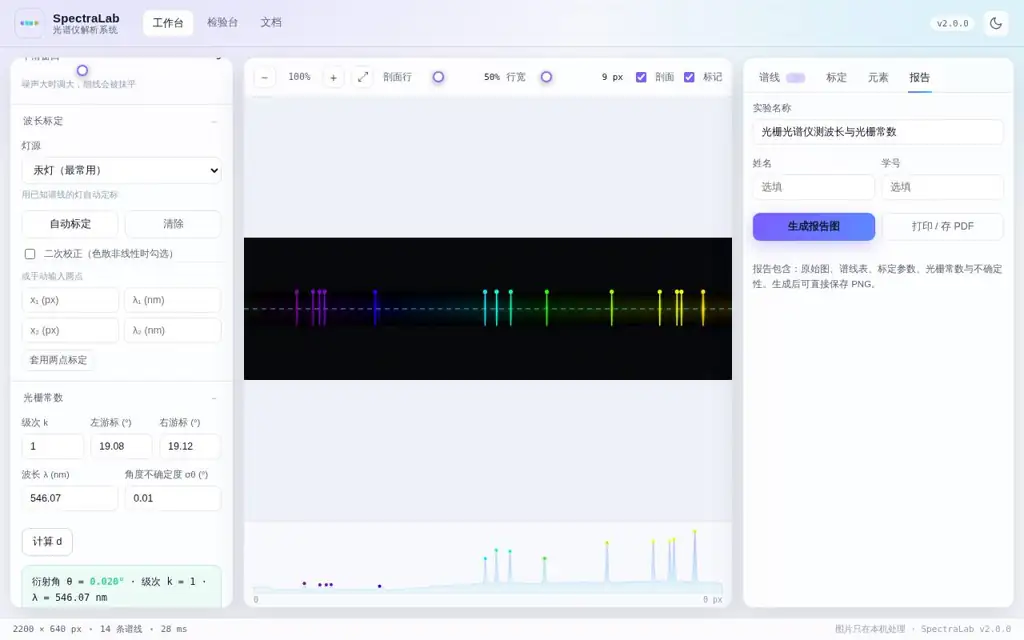 SpectraLab
光谱仪解析系统
工作台
检验台
文档
v2.0.0
噪声大时调大，细线会被抹平
波长标定
−
灯源
汞灯（最常用）
用已知谱线的灯自动定标
自动标定
清除
二次校正（色散非线性时勾选）
或手动输入两点
x₁ (px)
λ₁ (nm)
x₂ (px)
λ₂ (nm)
套用两点标定
光栅常数
−
级次 k
左游标 (°)
右游标 (°)
1
19.08
19.12
波长 λ (nm)
角度不确定度 σθ (°)
546.07
0.01
计算 d
衍射角 θ = 0.020° · 级次 k = 1 ·
λ = 546.07 nm
−
100%
+
剖面行
50%
行宽
9 px
剖面
标记
0
0 px
谱线
标定
元素
报告
实验名称
光栅光谱仪测波长与光栅常数
姓名
学号
选填
选填
生成报告图
打印 / 存 PDF
报告包含：原始图、谱线表、标定参数、光栅常数与不确定
性。生成后可直接保存 PNG。
2200 × 640 px · 14 条谱线 · 28 ms
图片只在本机处理 · SpectraLab v2.0.0